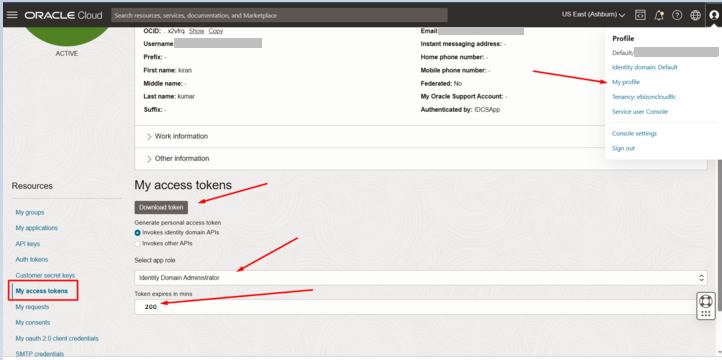 ORACLE Cloud
Search resources, services, documentation, and Marketplace
US East (Ashburn)
ACTIVE
OCID: ...x2vfrq Show Copy
Username
Prefix: -
First name: kiran
Middle name: -
Last name: kumar
Suffix: -
Email
Instant messaging address: -
Home phone number: -
Mobile phone number: -
Federated: No
My Oracle Support Account: -
Authenticated by: IDCSApp
Profile
Default/
Identity domain: Default
My profile
Tenancy: ebizoncloudllc
Service user Console
Console settings
Sign out
Work information
Other information
Resources
My groups
My applications
API keys
Auth tokens
Customer secret keys
My access tokens
My requests
My consents
My oauth 2.0 client credentials
SMTP credentials
My access tokens
Download token
Generate personal access token
Invokes identity domain APIs
Invokes other APIs
Select app role
Identity Domain Administrator
Token expires in mins
200